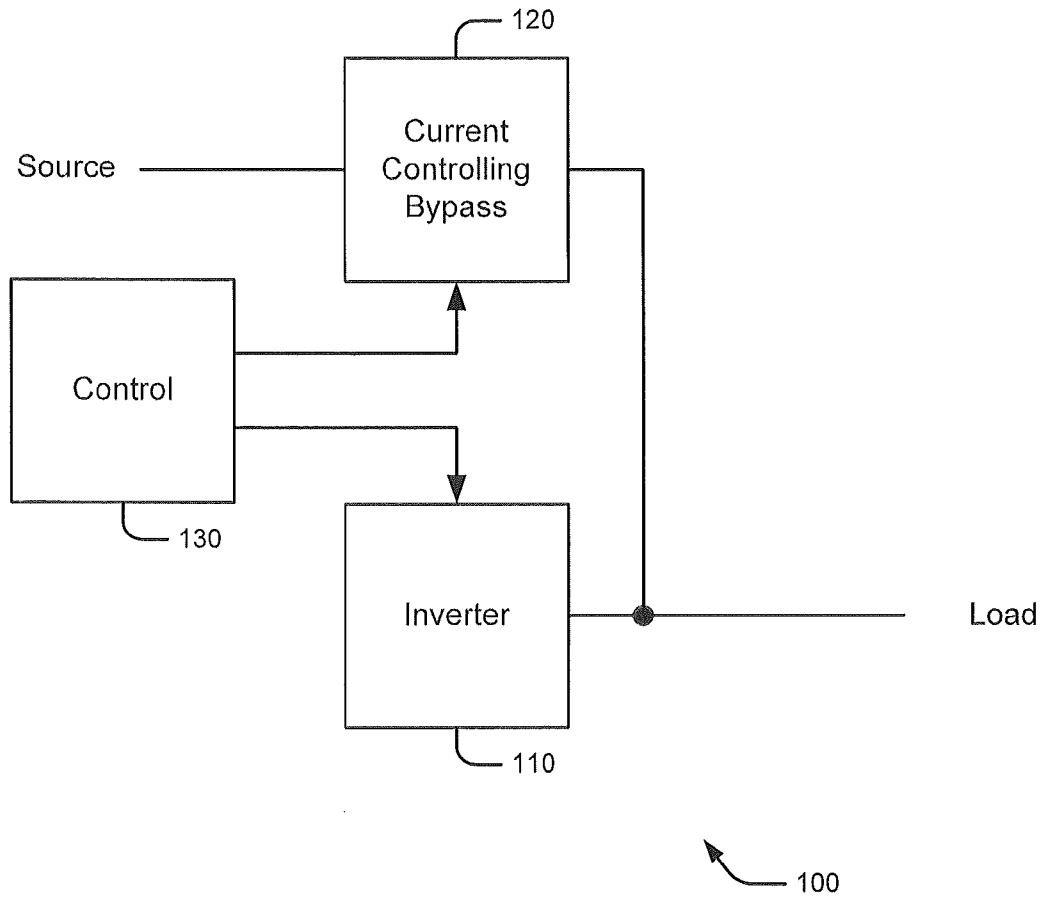 120
Current
Controlling
Bypass
Source
Control
130
Inverter
Load
110
100